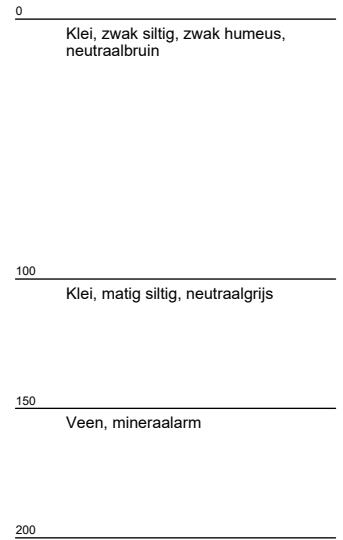 0
Klei, zwak siltig, zwak humeus,
neutraalbruin
100
Klei, matig siltig, neutraalgrijs
150
Veen, mineraalarm
200